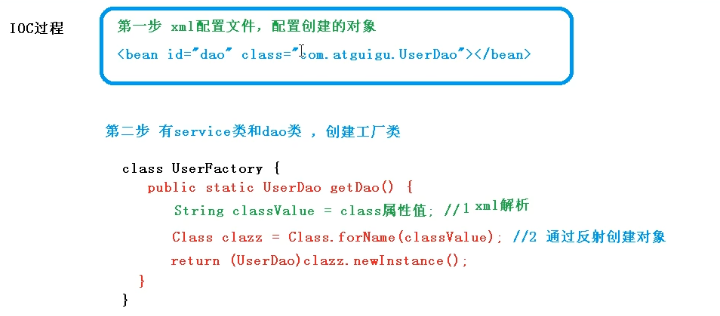 IOC过程
第一步 xml配置文件，配置创建的对象
<bean id="dao" class="com.atguigu.UserDao"></bean>
第二步 有service类和dao类 ，创建工厂类
class UserFactory {
public static UserDao getDao() {
String classValue = class属性值; //1 xml解析
Class clazz = Class.forName(classValue); //2 通过反射创建对象
return (UserDao)clazz.newInstance();
}
}